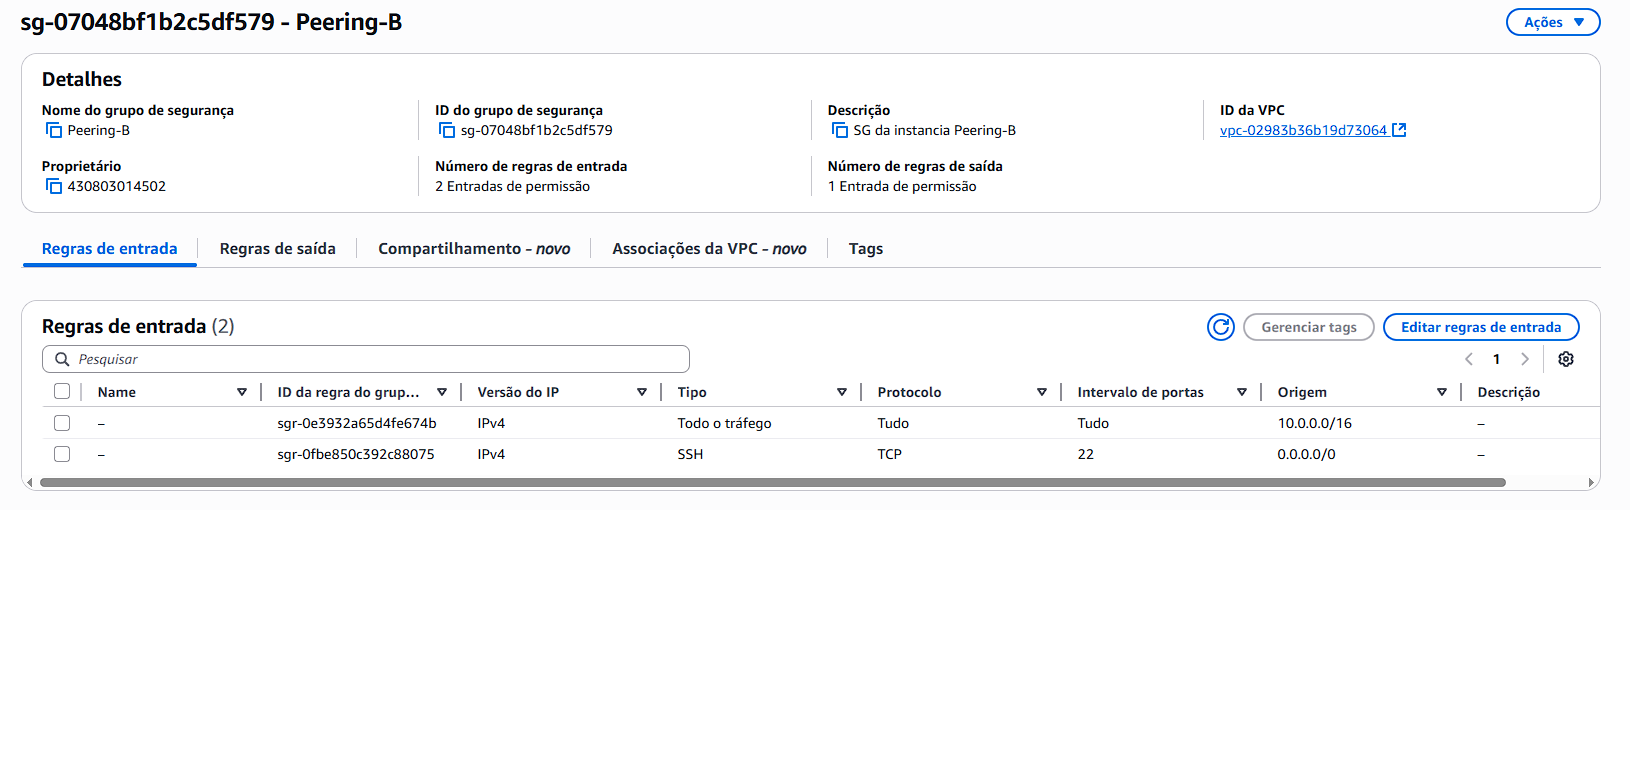 sg-07048bf1b2c5df579 - Peering-B
Ações
Detalhes
Nome do grupo de segurança
Peering-B
ID do grupo de segurança
sg-07048bf1b2c5df579
Descrição
SG da instancia Peering-B
ID da VPC
vpc-02983b36b19d73064
Proprietário
430803014502
Número de regras de entrada
2 Entradas de permissão
Número de regras de saída
1 Entrada de permissão
Regras de entrada Regras de saída Compartilhamento - novo Associações da VPC - novo Tags
Regras de entrada (2)
Gerenciar tags Editar regras de entrada
Pesquisar
1
Name ID da regra do grup... Versão do IP Tipo Protocolo Intervalo de portas Origem Descrição
– sgr-0e3932a65d4fe674b IPv4 Todo o tráfego Tudo Tudo 10.0.0.0/16 –
– sgr-0fbe850c392c88075 IPv4 SSH TCP 22 0.0.0.0/0 –